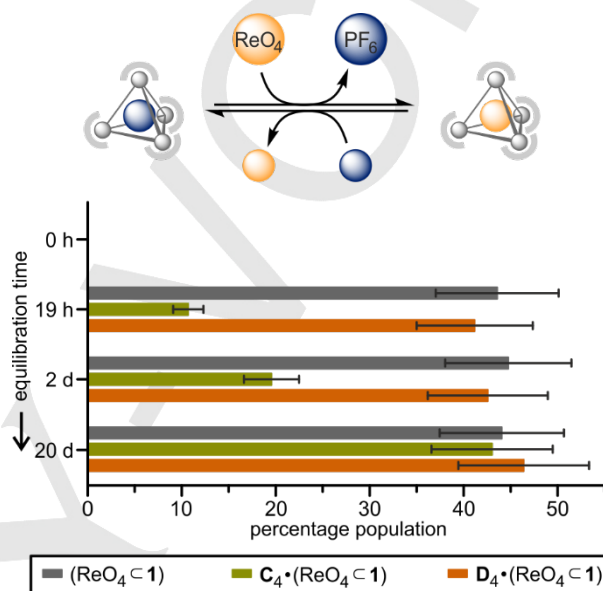 ReO₄
PF₆
0 h
19 h
2 d
20 d
equilibration time
0
10
20
30
40
50
percentage population
(ReO₄ ⊂ 1)
C₄•(ReO₄ ⊂ 1)
D₄•(ReO₄ ⊂ 1)